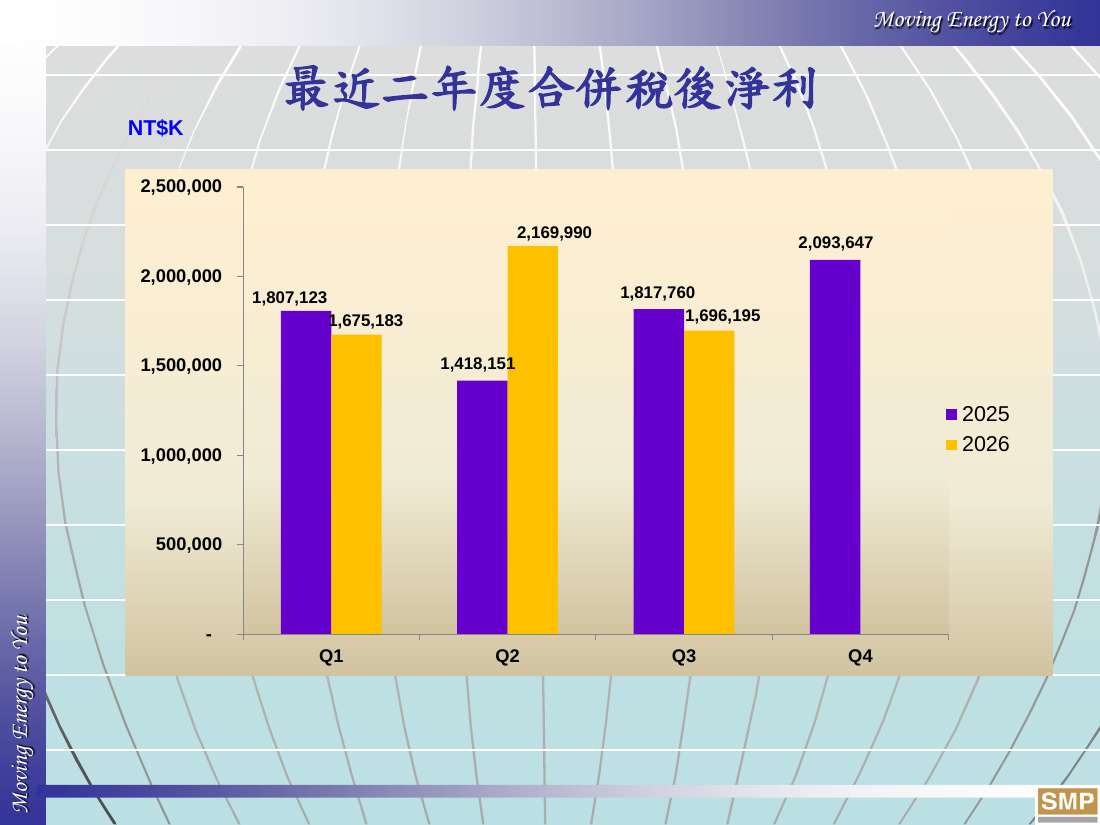 Moving Energy to You
最近二年度合併稅後淨利
NT$K
2,500,000
2,000,000
1,500,000
1,000,000
500,000
-
1,807,123
1,675,183
1,418,151
2,169,990
1,817,760
1,696,195
2,093,647
Q1
Q2
Q3
Q4
2025
2026
Moving Energy to You
SMP